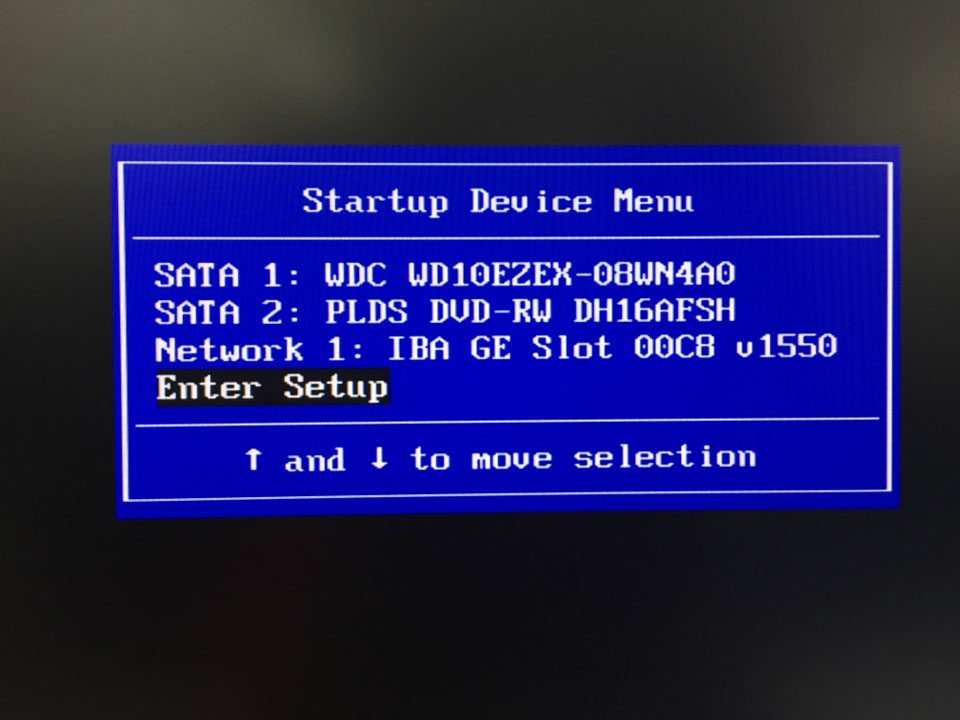 Startup Device Menu
SATA 1: WDC WD10EZEX-08WN4A0
SATA 2: PLDS DVD-RW DH16AFSH
Network 1: IBA GE Slot 00C8 v1550
Enter Setup
↑ and ↓ to move selection